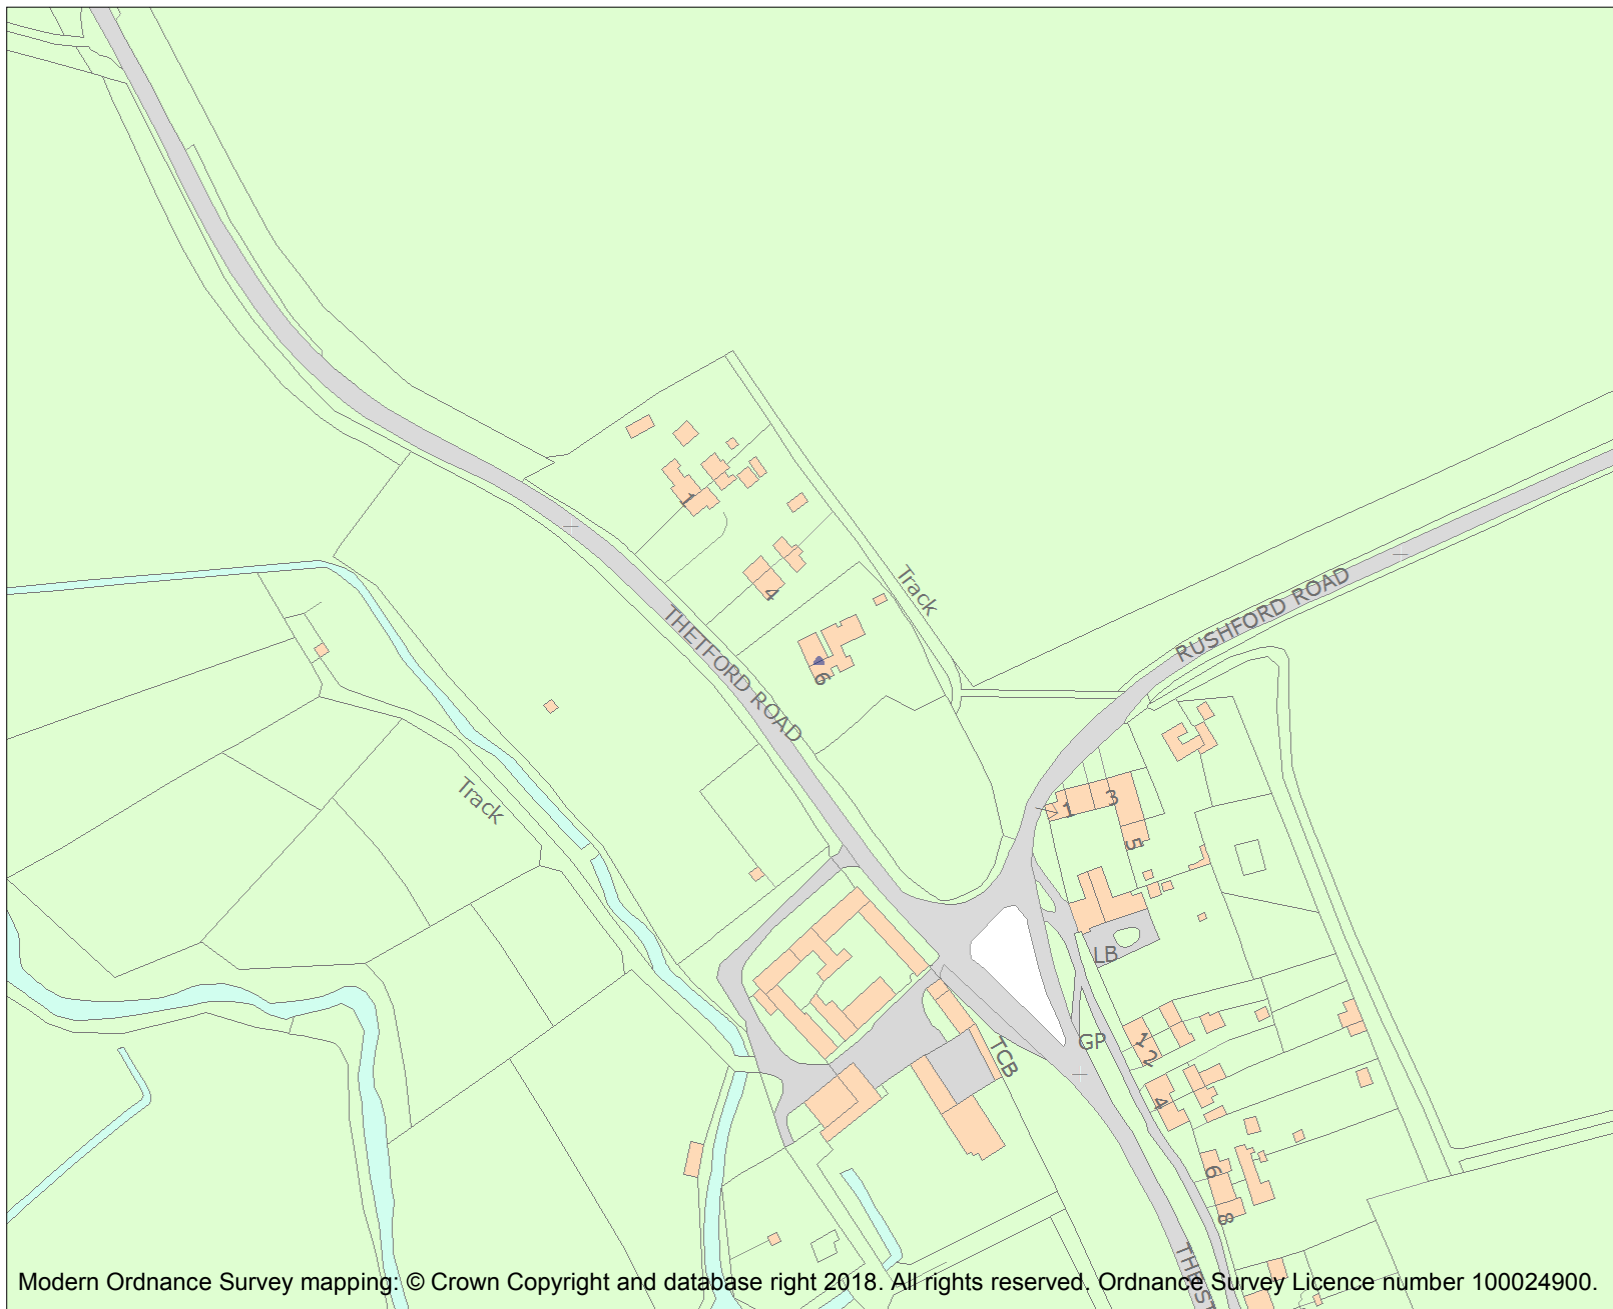 1
4
Track
THETFORD ROAD
6
RUSHFORD ROAD
Track
1
3
5
LB
GP
TCB
1
2
4
6
8
THE ST
Modern Ordnance Survey mapping: © Crown Copyright and database right 2018. All rights reserved. Ordnance Survey Licence number 100024900.